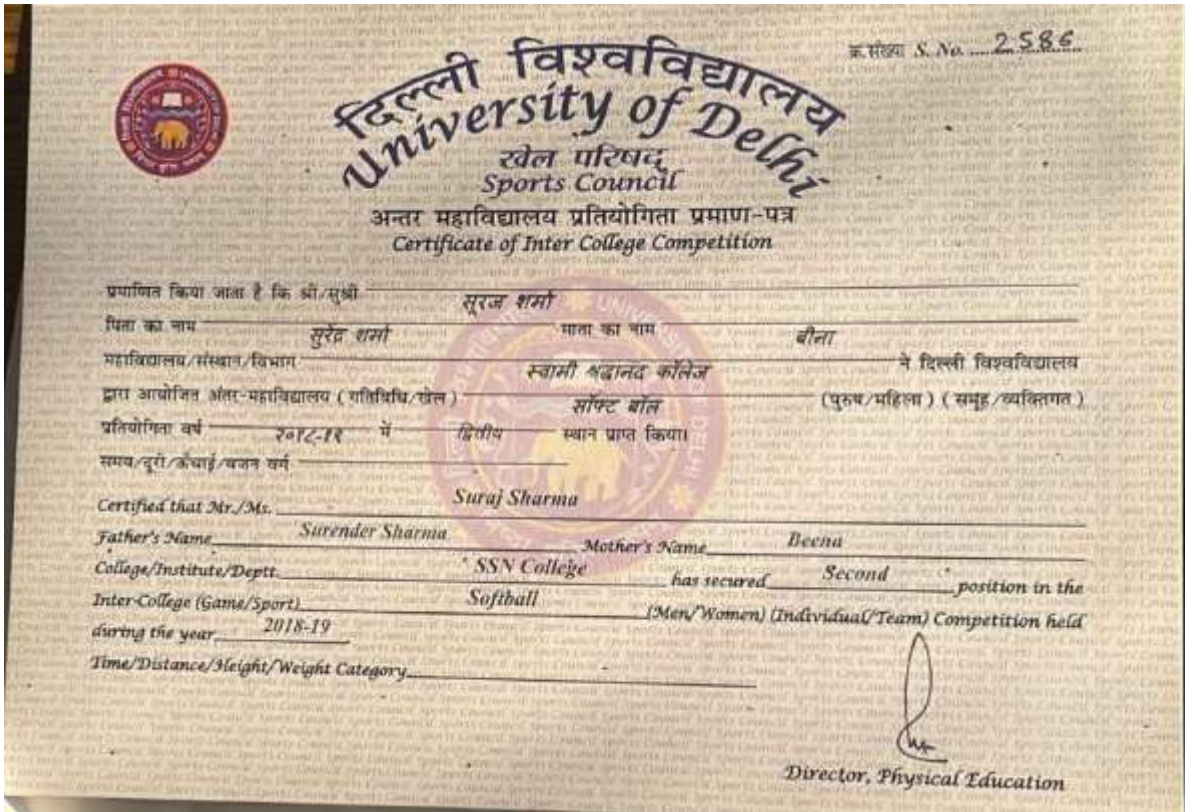 क्र.संख्या S. No. 2586
दिल्ली विश्वविद्यालय
University of Delhi
खेल परिषद्
Sports Council
अन्तर महाविद्यालय प्रतियोगिता प्रमाण-पत्र
Certificate of Inter College Competition
प्रमाणित किया जाता है कि श्री/सुश्री सूरज शर्मा
पिता का नाम सुरेंद्र शर्मा माता का नाम बीना
महाविद्यालय/संस्थान/विभाग स्वामी श्रद्धानंद कॉलेज ने दिल्ली विश्वविद्यालय
द्वारा आयोजित अंतर-महाविद्यालय (गतिविधि/खेल) सॉफ्ट बॉल (पुरुष/महिला) (समूह/व्यक्तिगत)
प्रतियोगिता वर्ष २०१८-१९ में द्वितीय स्थान प्राप्त किया।
समय/दूरी/ऊँचाई/वजन वर्ग
Certified that Mr./Ms. Suraj Sharma
Father's Name Surender Sharma Mother's Name Beena
College/Institute/Deptt. SSN College has secured Second position in the
Inter-College (Game/Sport) Softball (Men/Women) (Individual/Team) Competition held
during the year 2018-19
Time/Distance/Height/Weight Category
Director, Physical Education